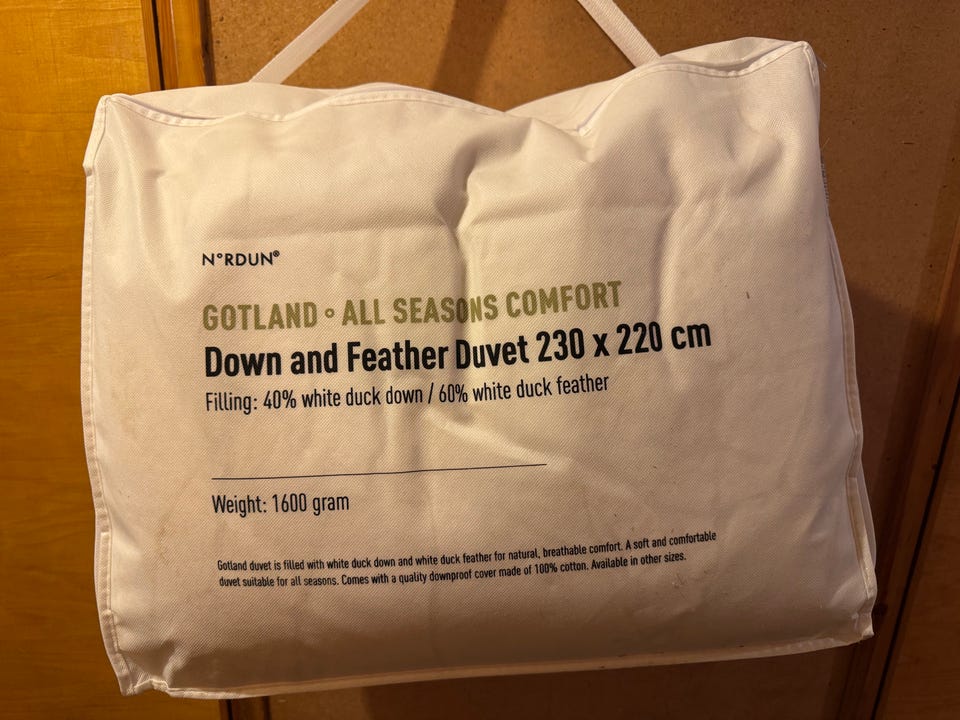 N°RDUN®
GOTLAND ° ALL SEASONS COMFORT
Down and Feather Duvet 230 x 220 cm
Filling: 40% white duck down / 60% white duck feather
Weight: 1600 gram
Gotland duvet is filled with white duck down and white duck feather for natural, breathable comfort. A soft and comfortable
duvet suitable for all seasons. Comes with a quality downproof cover made of 100% cotton. Available in other sizes.